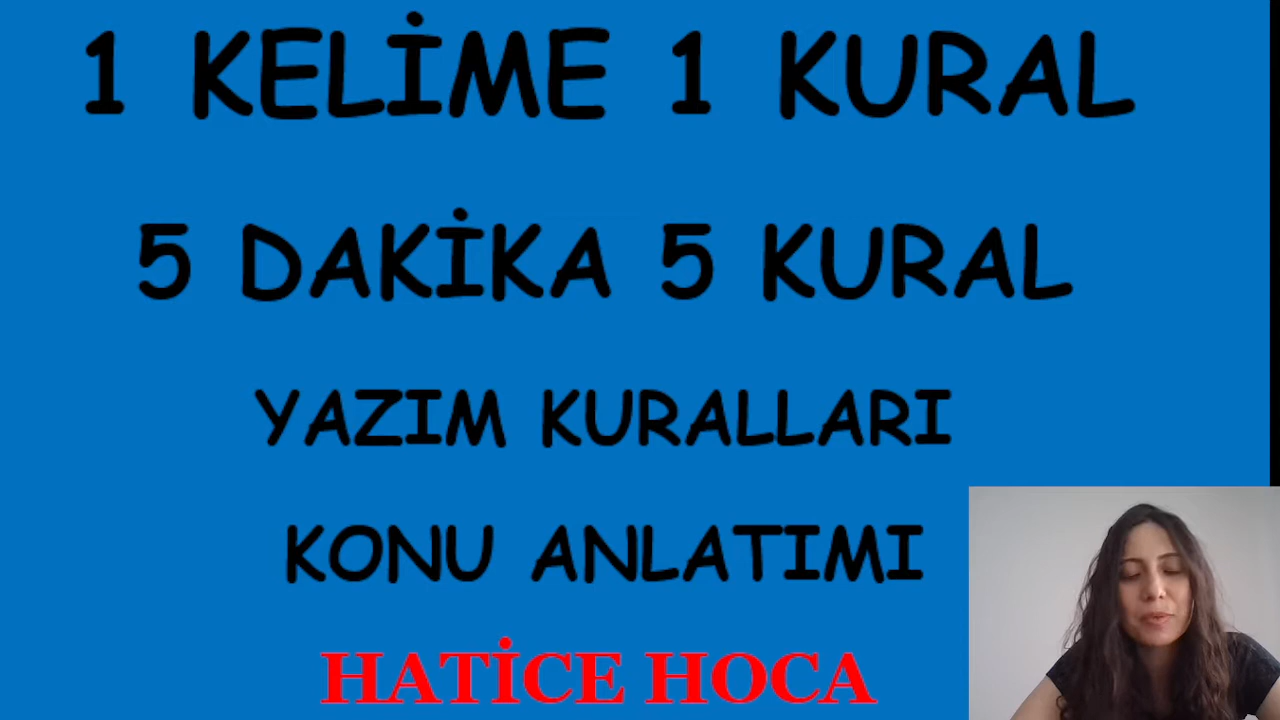 1 KELİME 1 KURAL
5 DAKİKA 5 KURAL
YAZIM KURALLARI
KONU ANLATIMI
HATİCE HOCA